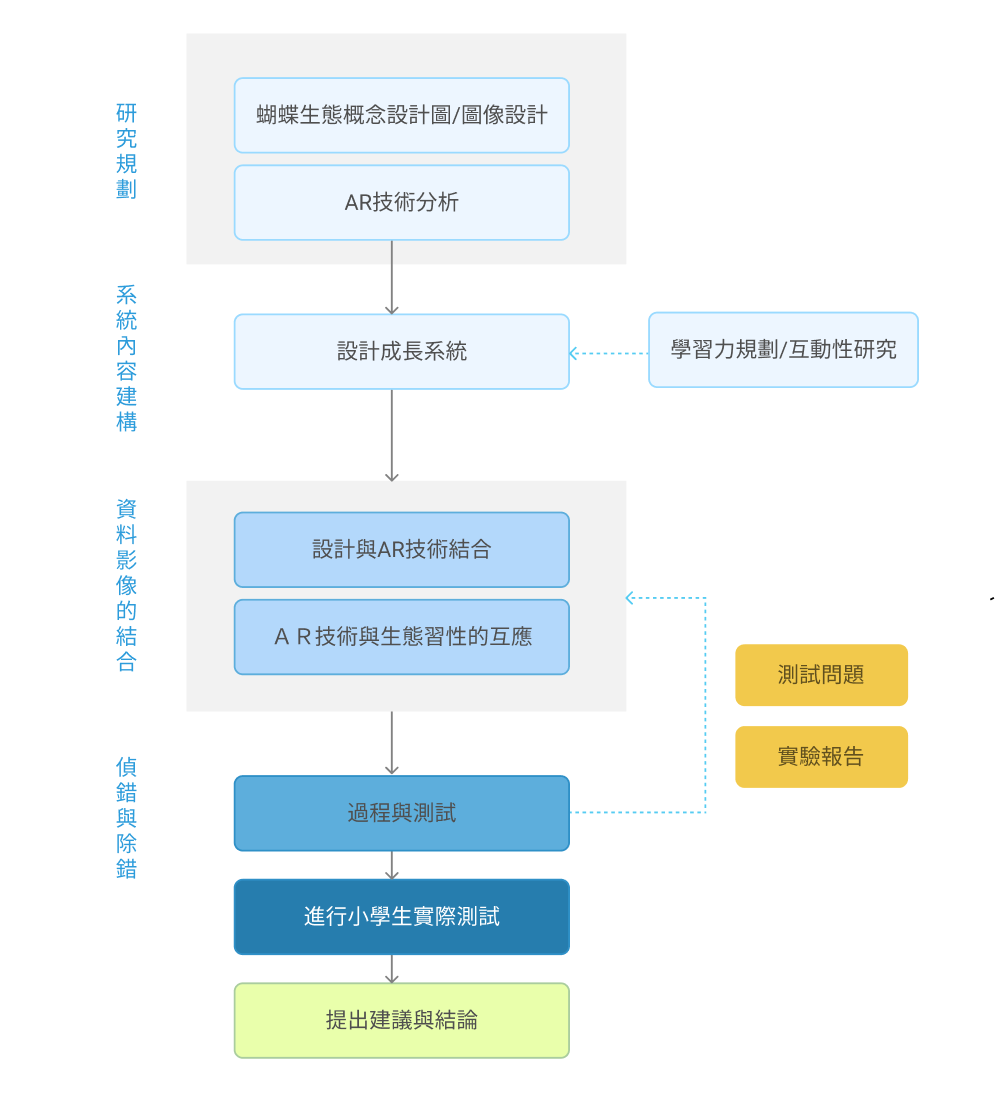 研究規劃
蝴蝶生態概念設計圖/圖像設計
AR技術分析
系統內容建構
設計成長系統
學習力規劃/互動性研究
資料影像的結合
設計與AR技術結合
ＡＲ技術與生態習性的互應
測試問題
實驗報告
偵錯與除錯
過程與測試
進行小學生實際測試
提出建議與結論